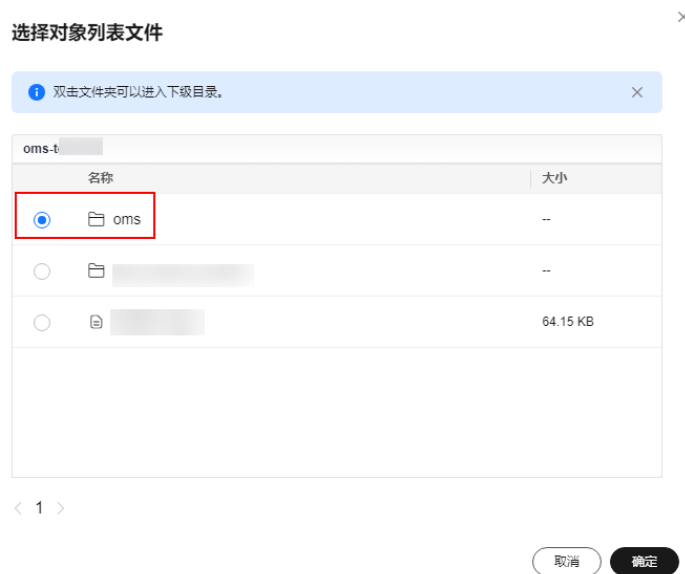 选择对象列表文件
双击文件夹可以进入下级目录。
oms-t
名称 大小
oms --
--
64.15 KB
1
取消 确定